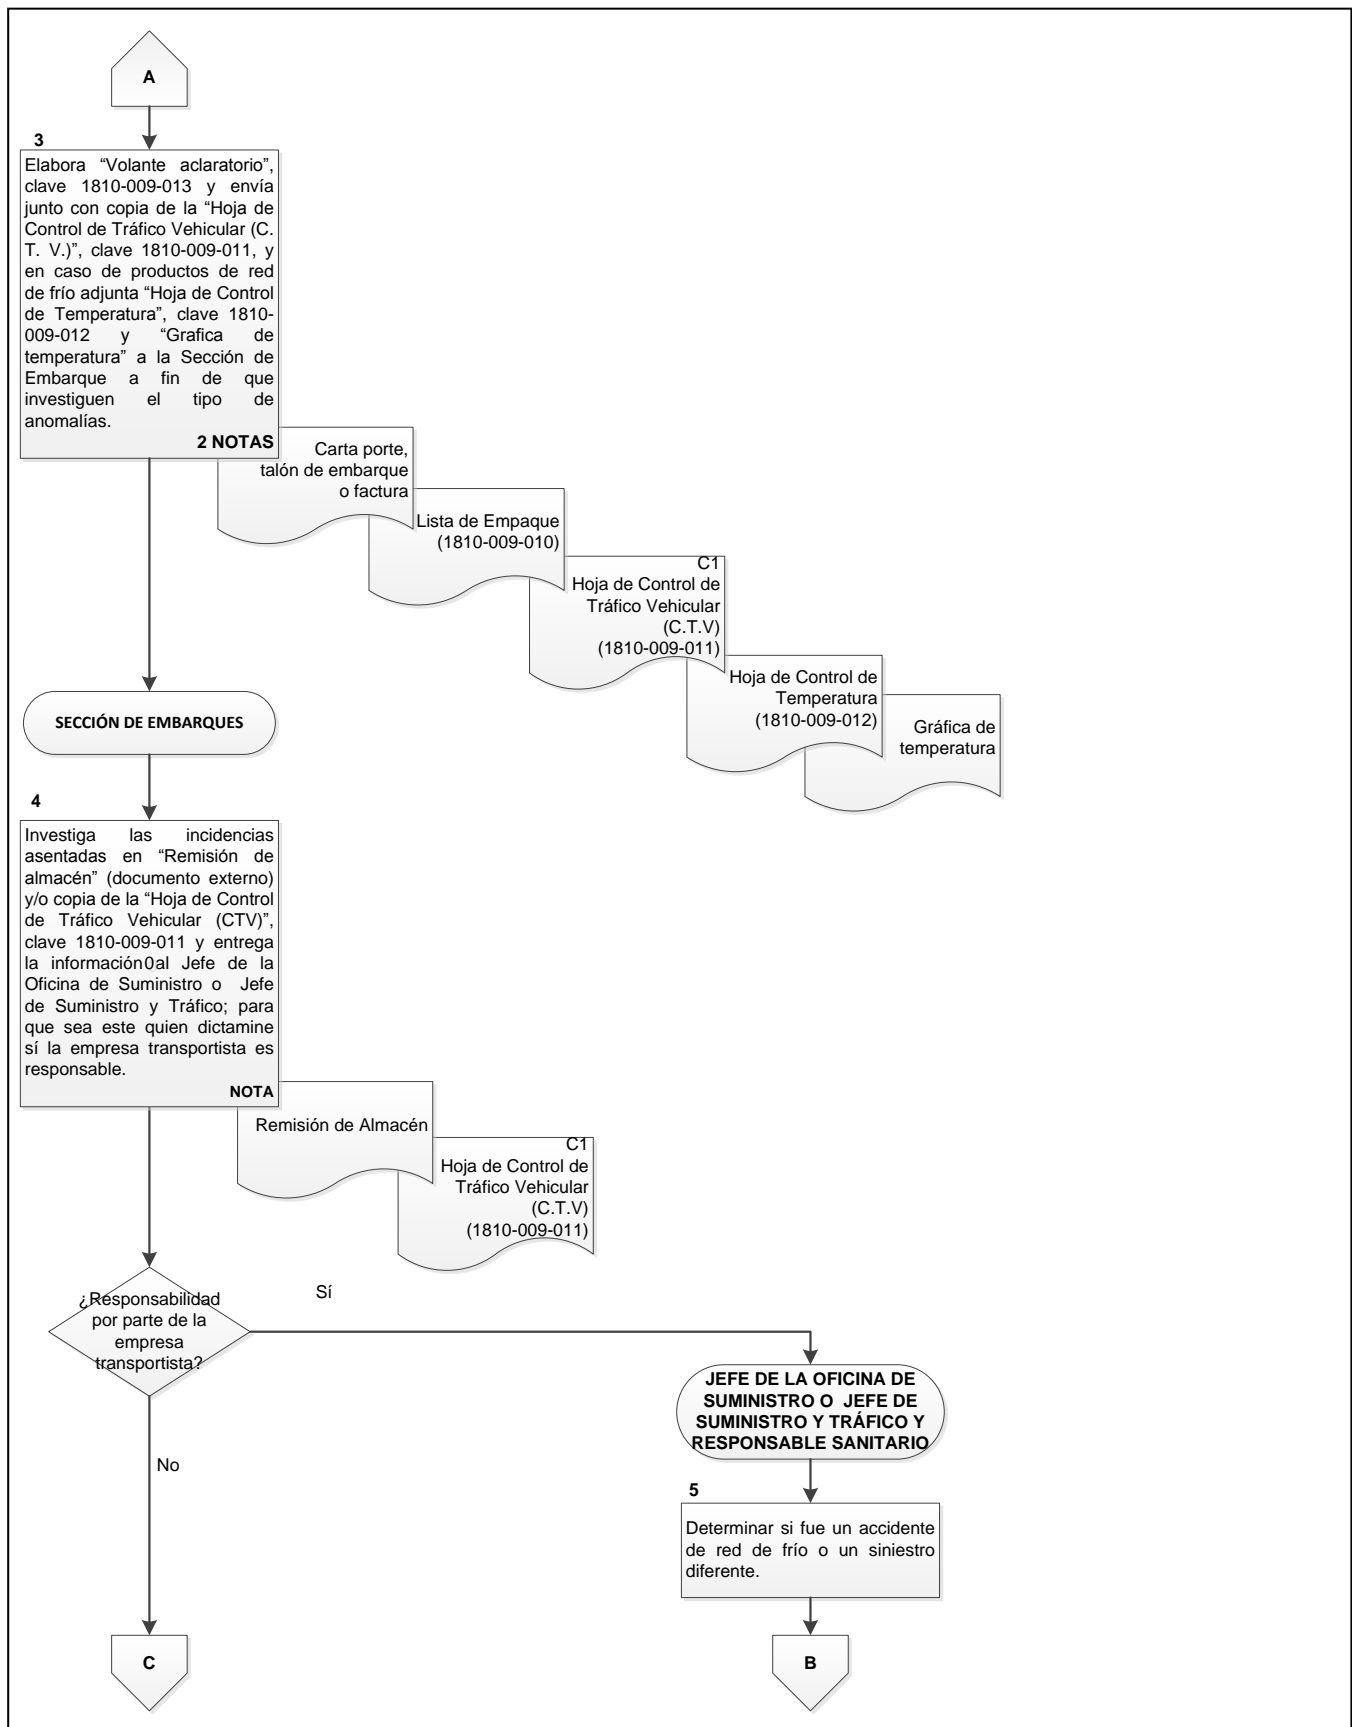 A
3
Elabora “Volante aclaratorio”,
clave 1810-009-013 y envía
junto con copia de la “Hoja de
Control de Tráfico Vehicular (C.
T. V.)”, clave 1810-009-011, y
en caso de productos de red
de frío adjunta “Hoja de Control
de Temperatura”, clave 1810-
009-012 y “Grafica de
temperatura” a la Sección de
Embarque a fin de que
investiguen el tipo de
anomalías.
2 NOTAS
Carta porte,
talón de embarque
o factura
Lista de Empaque
(1810-009-010)
C1
Hoja de Control de
Tráfico Vehicular
(C.T.V)
(1810-009-011)
Hoja de Control de
Temperatura
(1810-009-012)
Gráfica de
temperatura
SECCIÓN DE EMBARQUES
4
Investiga las incidencias
asentadas en “Remisión de
almacén” (documento externo)
y/o copia de la “Hoja de Control
de Tráfico Vehicular (CTV)”,
clave 1810-009-011 y entrega
la información0al Jefe de la
Oficina de Suministro o Jefe
de Suministro y Tráfico; para
que sea este quien dictamine
sí la empresa transportista es
responsable.
NOTA
Remisión de Almacén
C1
Hoja de Control de
Tráfico Vehicular
(C.T.V)
(1810-009-011)
¿Responsabilidad
por parte de la
empresa
transportista?
Sí
JEFE DE LA OFICINA DE
SUMINISTRO O JEFE DE
SUMINISTRO Y TRÁFICO Y
RESPONSABLE SANITARIO
No
5
Determinar si fue un accidente
de red de frío o un siniestro
diferente.
C
B